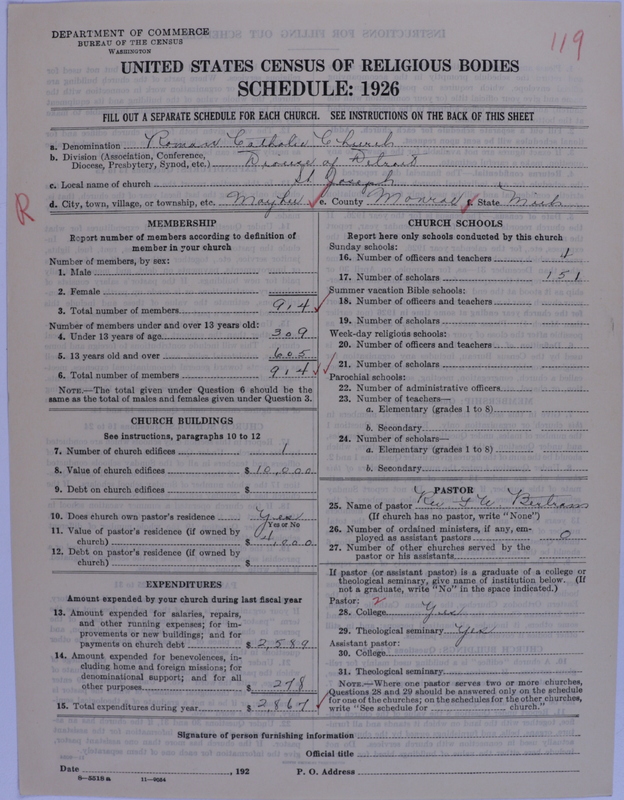 DEPARTMENT OF COMMERCE
BUREAU OF THE CENSUS
WASHINGTON
119
UNITED STATES CENSUS OF RELIGIOUS BODIES
SCHEDULE: 1926
FILL OUT A SEPARATE SCHEDULE FOR EACH CHURCH. SEE INSTRUCTIONS ON THE BACK OF THIS SHEET
a. Denomination Roman Catholic Church
b. Division (Association, Conference, Diocese, Presbytery, Synod, etc.) Diocese of Detroit
c. Local name of church St Joseph
R
d. City, town, village, or township, etc. Maybee e. County Monroe f. State Mich
MEMBERSHIP
Report number of members according to definition of
member in your church
Number of members, by sex:
1. Male
2. Female
3. Total number of members 914
Number of members under and over 13 years old:
4. Under 13 years of age 309
5. 13 years old and over 605
6. Total number of members 914
NOTE.—The total given under Question 6 should be
same as the total of males and females given under Question 3.
CHURCH BUILDINGS
See instructions, paragraphs 10 to 12
7. Number of church edifices 1
8. Value of church edifices $ 10,000
9. Debt on church edifices $
10. Does church own pastor's residence Yes
Yes or No
11. Value of pastor's residence (if owned by
church) $ 1,000
12. Debt on pastor's residence (if owned by
church) $
EXPENDITURES
Amount expended by your church during last fiscal year
13. Amount expended for salaries, repairs,
and other running expenses; for im-
provements or new buildings; and for
payments on church debt $ 2,589
14. Amount expended for benevolences, in-
cluding home and foreign missions; for
denominational support; and for all
other purposes $ 278
15. Total expenditures during year $ 2,867
CHURCH SCHOOLS
Report here only schools conducted by this church
Sunday schools:
16. Number of officers and teachers 1
17. Number of scholars 151
Summer vacation Bible schools:
18. Number of officers and teachers
19. Number of scholars
Week-day religious schools:
20. Number of officers and teachers
21. Number of scholars
Parochial schools:
22. Number of administrative officers
23. Number of teachers—
a. Elementary (grades 1 to 8)
b. Secondary
24. Number of scholars—
a. Elementary (grades 1 to 8)
b. Secondary
PASTOR
25. Name of pastor Rev
(If church has no pastor, write "None")
26. Number of ordained ministers, if any, em-
ployed as assistant pastors 0
27. Number of other churches served by the
pastor or his assistants
If pastor (or assistant pastor) is a graduate of a college or
theological seminary, give name of institution below. (If
not a graduate, write "No" in the space indicated.)
Pastor: 2
28. College Yes
29. Theological seminary Yes
Assistant pastor:
30. College
31. Theological seminary
NOTE.—Where one pastor serves two or more churches,
Questions 28 and 29 should be answered only on the schedule
for one of the churches; on the schedules for the other churches,
write "See schedule for church."
Signature of person furnishing information
Official title
Date , 192 P. O. Address
8—5518a 11—9034